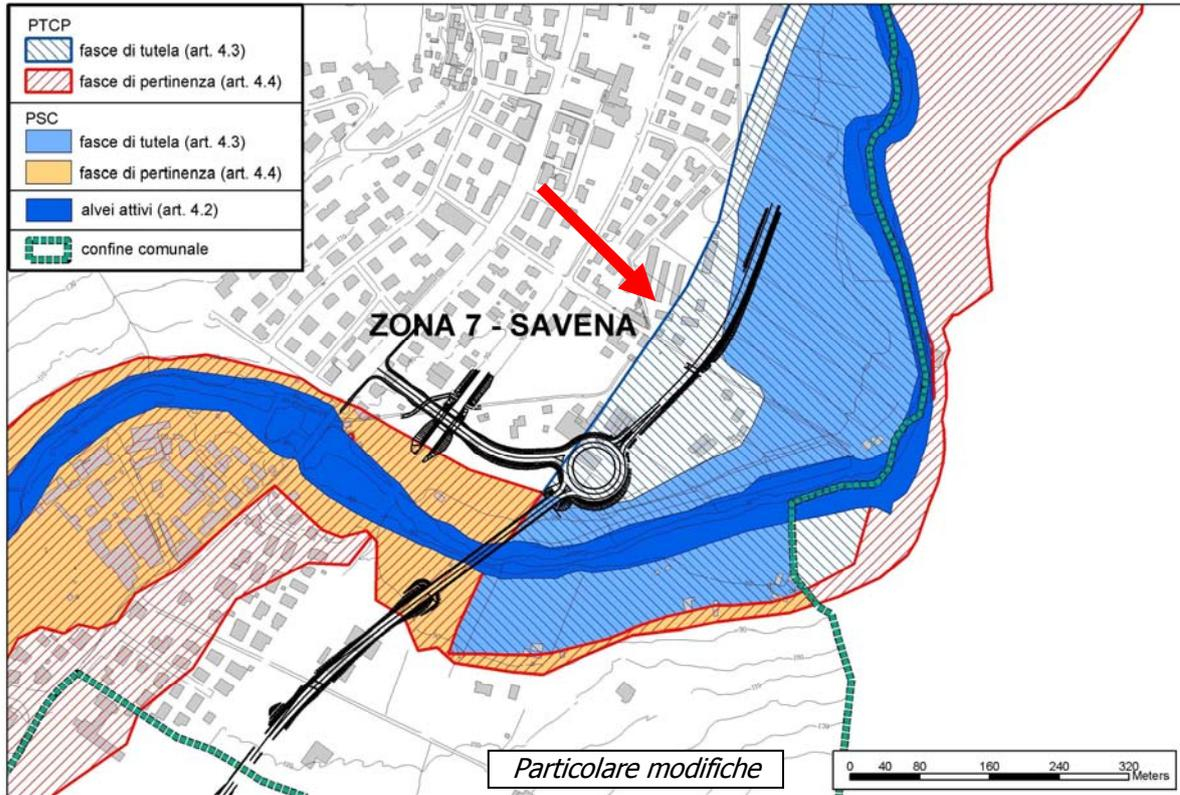 PTCP
fasce di tutela (art. 4.3)
fasce di pertinenza (art. 4.4)
PSC
fasce di tutela (art. 4.3)
fasce di pertinenza (art. 4.4)
alvei attivi (art. 4.2)
confine comunale
ZONA 7 - SAVENA
Particolare modifiche
0 40 80 160 240 320
Meters